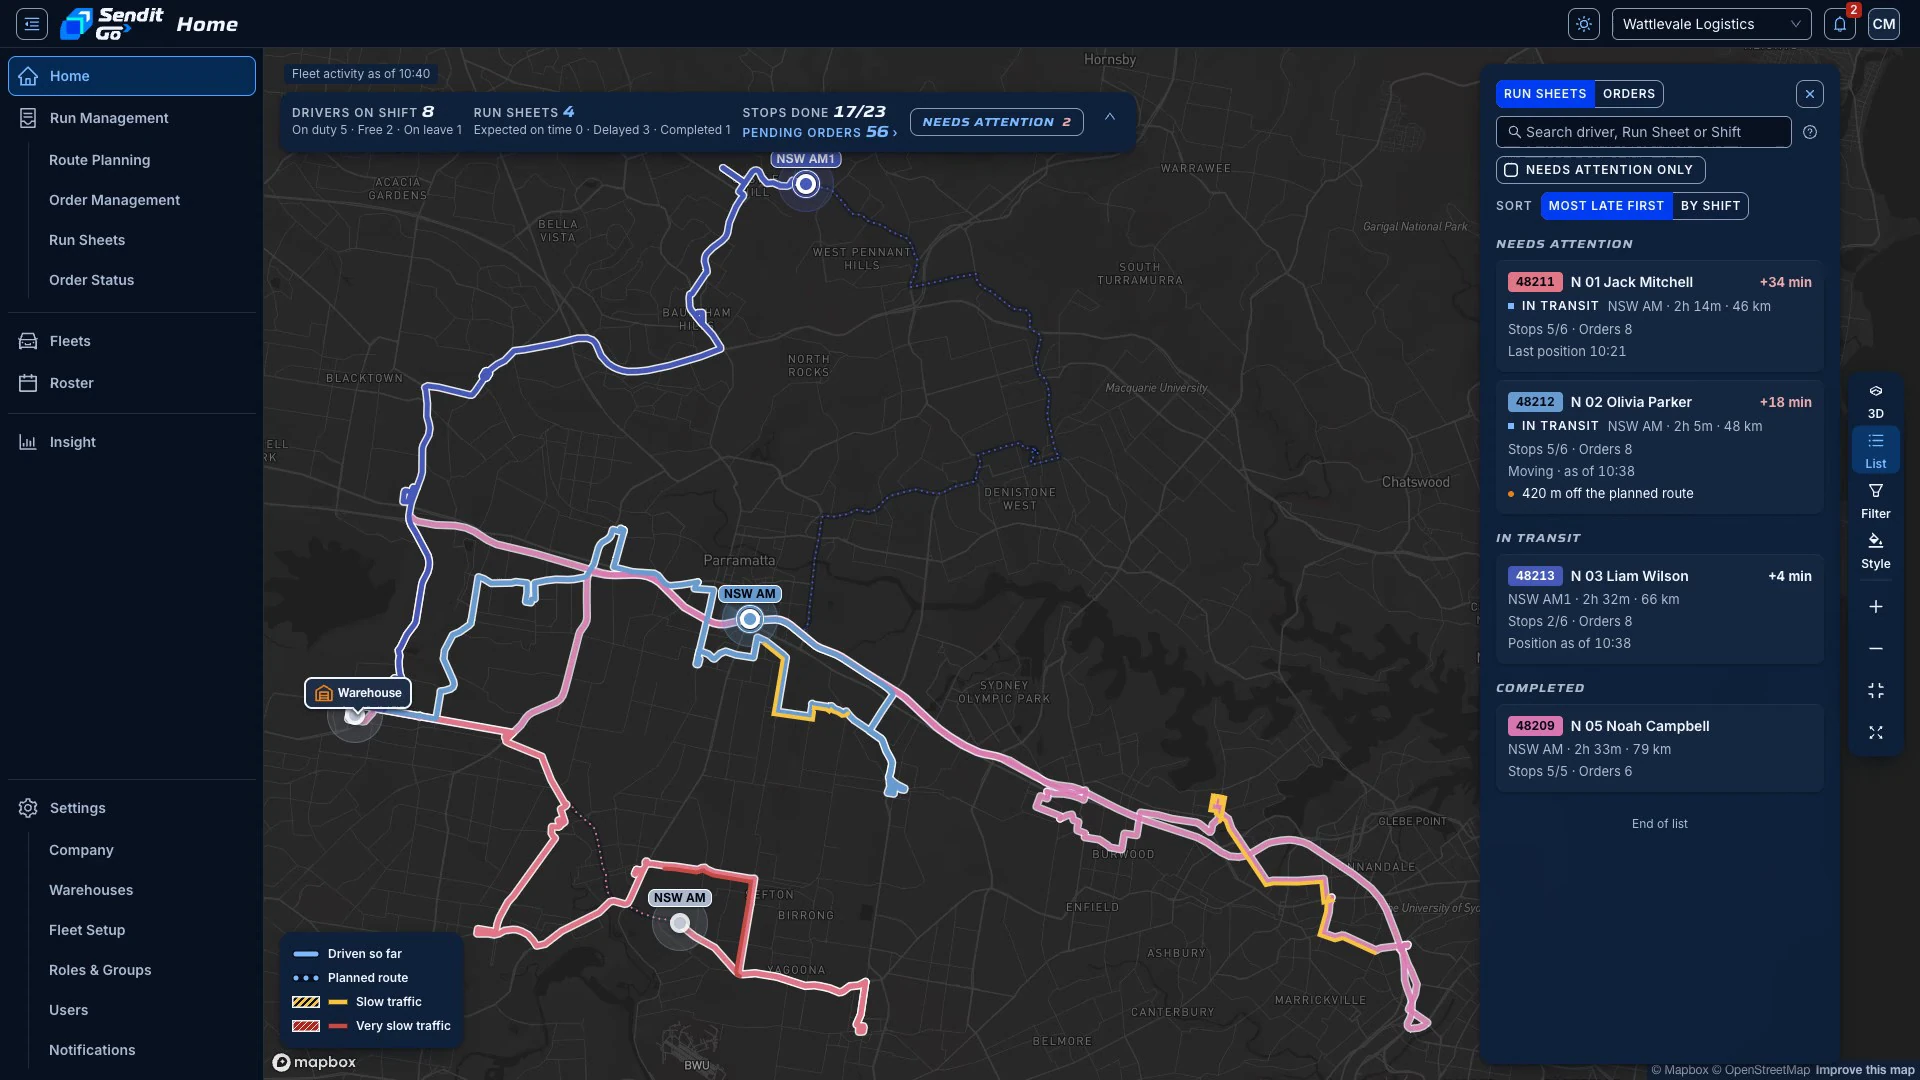 Sendit Go
Home
Wattlevale Logistics
2
CM
Home
Run Management
Route Planning
Order Management
Run Sheets
Order Status
Fleets
Roster
Insight
Settings
Company
Warehouses
Fleet Setup
Roles & Groups
Users
Notifications
Fleet activity as of 10:40
DRIVERS ON SHIFT 8
On duty 5 · Free 2 · On leave 1
RUN SHEETS 4
Expected on time 0 · Delayed 3 · Completed 1
STOPS DONE 17/23
PENDING ORDERS 56 ›
NEEDS ATTENTION 2
Hornsby
NSW AM1
WARRAWEE
ACACIA
GARDENS
BELLA
VISTA
WEST PENNANT
HILLS
Garigal National Park
SOUTH
TURRAMURRA
NORTH
ROCKS
BLACKTOWN
Macquarie University
DENISTONE
WEST
Chatswood
Parramatta
NSW AM
Warehouse
SYDNEY
OLYMPIC PARK
GLEBE POINT
BURWOOD
NSW AM
BIRRONG
ENFIELD
ASHBURY
MARRICKVILLE
CANTERBURY
BELMORE
BWU
Driven so far
Planned route
Slow traffic
Very slow traffic
mapbox
RUN SHEETS
ORDERS
Search driver, Run Sheet or Shift
NEEDS ATTENTION ONLY
SORT
MOST LATE FIRST
BY SHIFT
NEEDS ATTENTION
48211 N 01 Jack Mitchell +34 min
IN TRANSIT NSW AM · 2h 14m · 46 km
Stops 5/6 · Orders 8
Last position 10:21
48212 N 02 Olivia Parker +18 min
IN TRANSIT NSW AM · 2h 5m · 48 km
Stops 5/6 · Orders 8
Moving · as of 10:38
420 m off the planned route
IN TRANSIT
48213 N 03 Liam Wilson +4 min
NSW AM1 · 2h 32m · 66 km
Stops 2/6 · Orders 8
Position as of 10:38
COMPLETED
48209 N 05 Noah Campbell
NSW AM · 2h 33m · 79 km
Stops 5/5 · Orders 6
End of list
3D
List
Filter
Style
© Mapbox © OpenStreetMap Improve this map